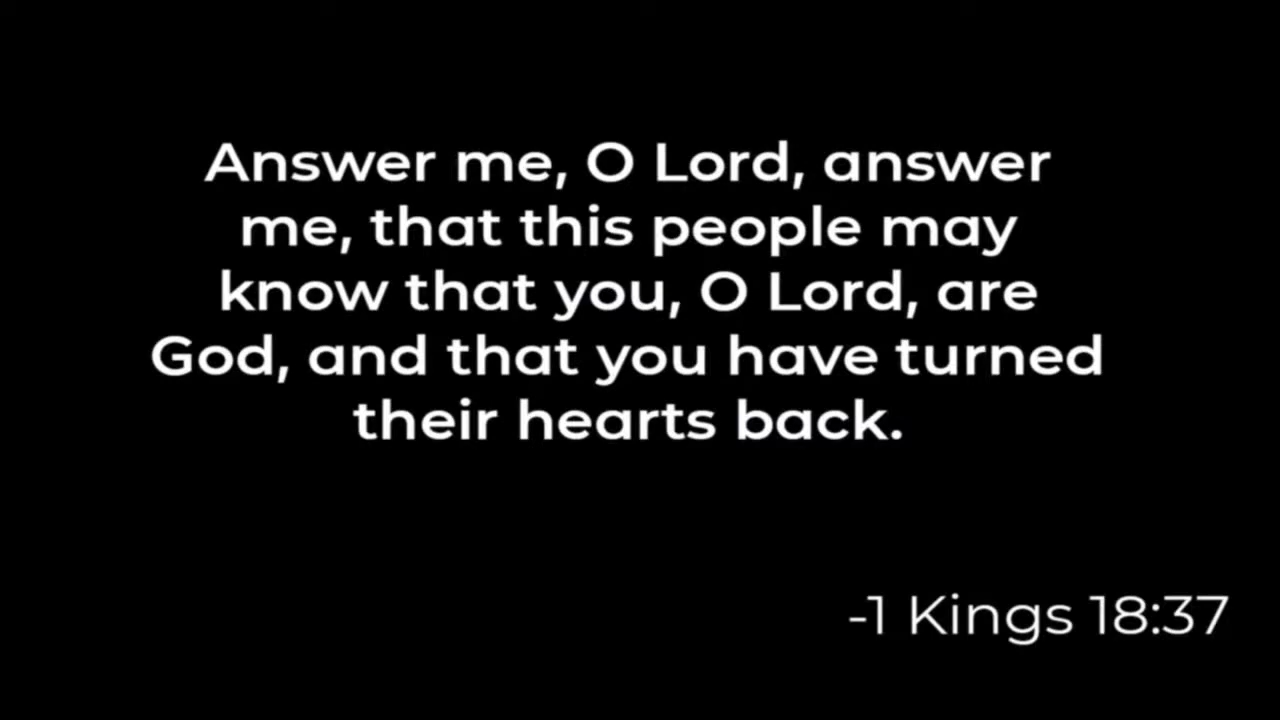 Answer me, O Lord, answer
me, that this people may
know that you, O Lord, are
God, and that you have turned
their hearts back.
-1 Kings 18:37